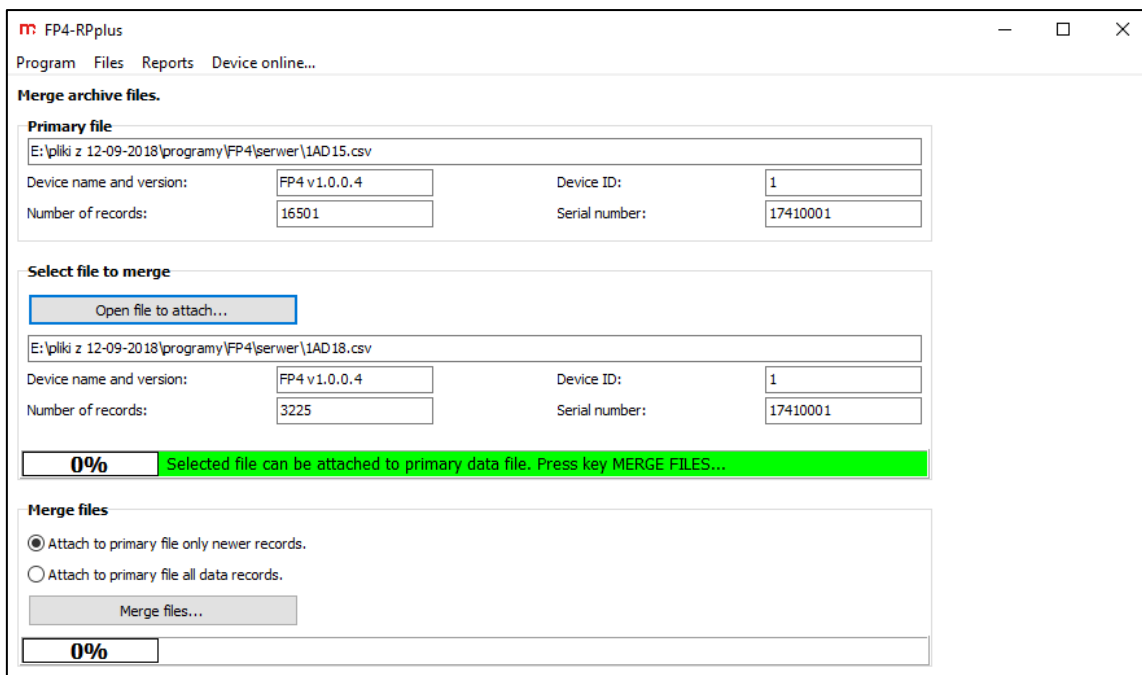 FP4-RPplus
Program Files Reports Device online...
Merge archive files.
Primary file
E:\pliki z 12-09-2018\programy\FP4\serwer\1AD15.csv
Device name and version: FP4 v1.0.0.4 Device ID: 1
Number of records: 16501 Serial number: 17410001
Select file to merge
Open file to attach...
E:\pliki z 12-09-2018\programy\FP4\serwer\1AD18.csv
Device name and version: FP4 v1.0.0.4 Device ID: 1
Number of records: 3225 Serial number: 17410001
0% Selected file can be attached to primary data file. Press key MERGE FILES...
Merge files
Attach to primary file only newer records.
Attach to primary file all data records.
Merge files...
0%